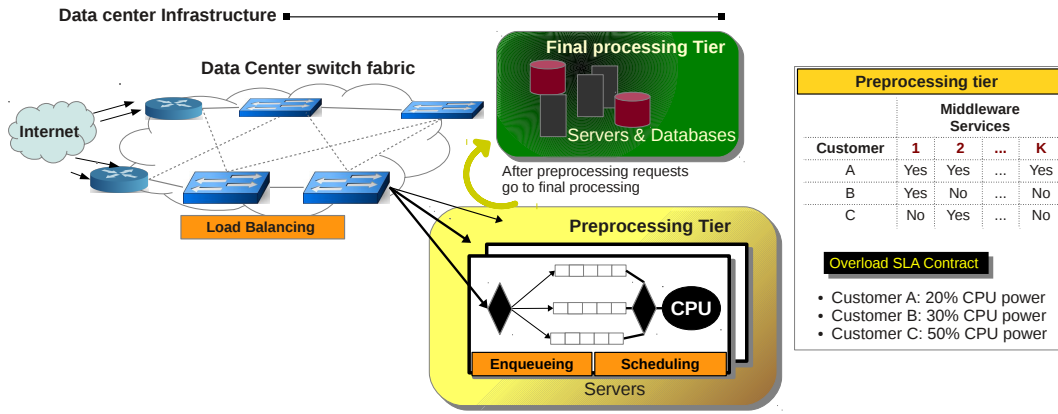 Data center Infrastructure
Data Center switch fabric
Internet
Load Balancing
Final processing Tier
Servers & Databases
After preprocessing requests
go to final processing
Preprocessing Tier
CPU
Enqueueing
Scheduling
Servers
Preprocessing tier
Middleware
Services
Customer 1 2 ... K
A Yes Yes ... Yes
B Yes No ... No
C No Yes ... No
Overload SLA Contract
• Customer A: 20% CPU power
• Customer B: 30% CPU power
• Customer C: 50% CPU power